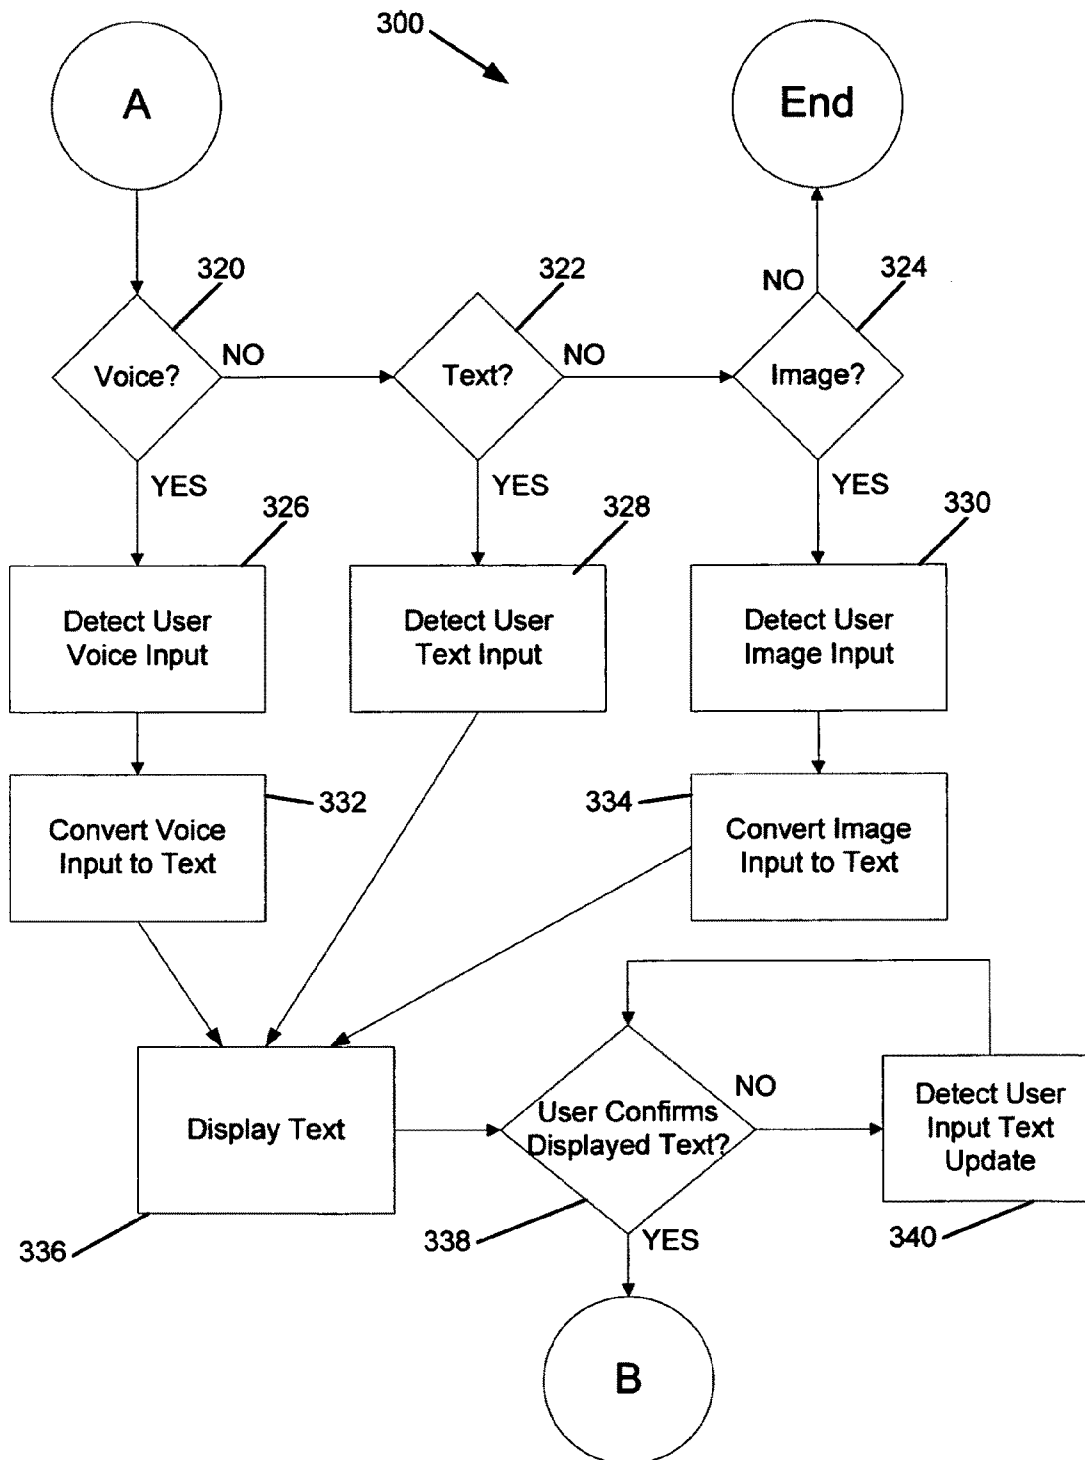 300
A
End
320
322
324
NO
Voice?
NO
Text?
NO
Image?
YES
YES
YES
326
328
330
Detect User
Voice Input
Detect User
Text Input
Detect User
Image Input
332
334
Convert Voice
Input to Text
Convert Image
Input to Text
Display Text
User Confirms
Displayed Text?
NO
Detect User
Input Text
Update
336
338
YES
340
B